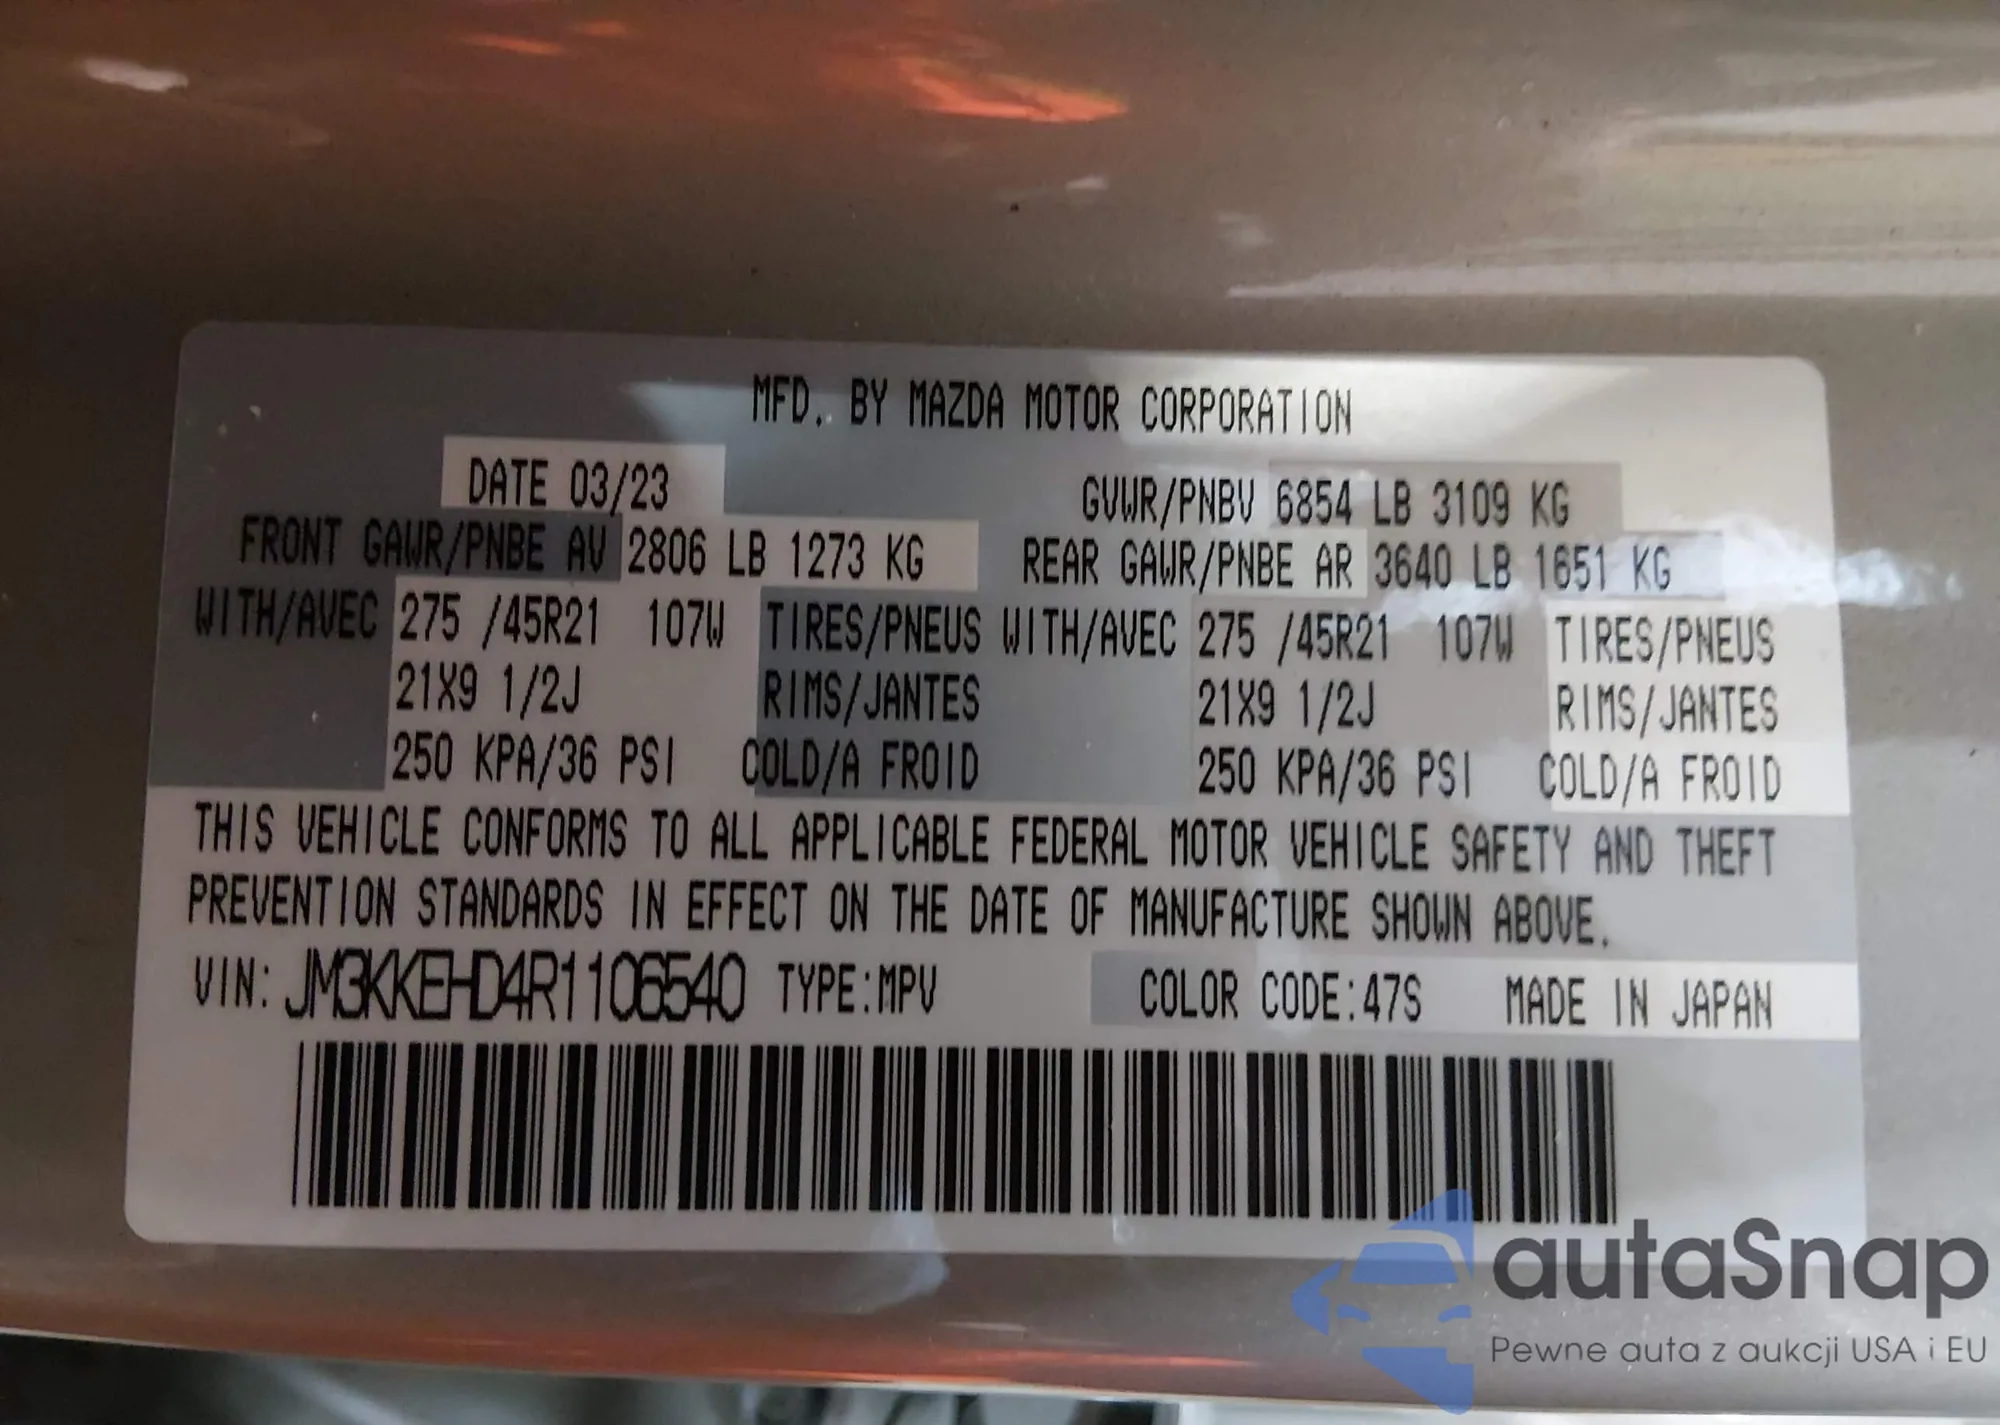 MFD. BY MAZDA MOTOR CORPORATION
DATE 03/23 GVWR/PNBV 6854 LB 3109 KG
FRONT GAWR/PNBE AV 2806 LB 1273 KG REAR GAWR/PNBE AR 3640 LB 1651 KG
WITH/AVEC 275 /45R21 107W TIRES/PNEUS WITH/AVEC 275 /45R21 107W TIRES/PNEUS
21X9 1/2J RIMS/JANTES 21X9 1/2J RIMS/JANTES
250 KPA/36 PSI COLD/A FROID 250 KPA/36 PSI COLD/A FROID
THIS VEHICLE CONFORMS TO ALL APPLICABLE FEDERAL MOTOR VEHICLE SAFETY AND THEFT
PREVENTION STANDARDS IN EFFECT ON THE DATE OF MANUFACTURE SHOWN ABOVE.
VIN: JM3KKEHD4R1106540 TYPE:MPV COLOR CODE:47S MADE IN JAPAN
autaSnap
Pewne auta z aukcji USA i EU